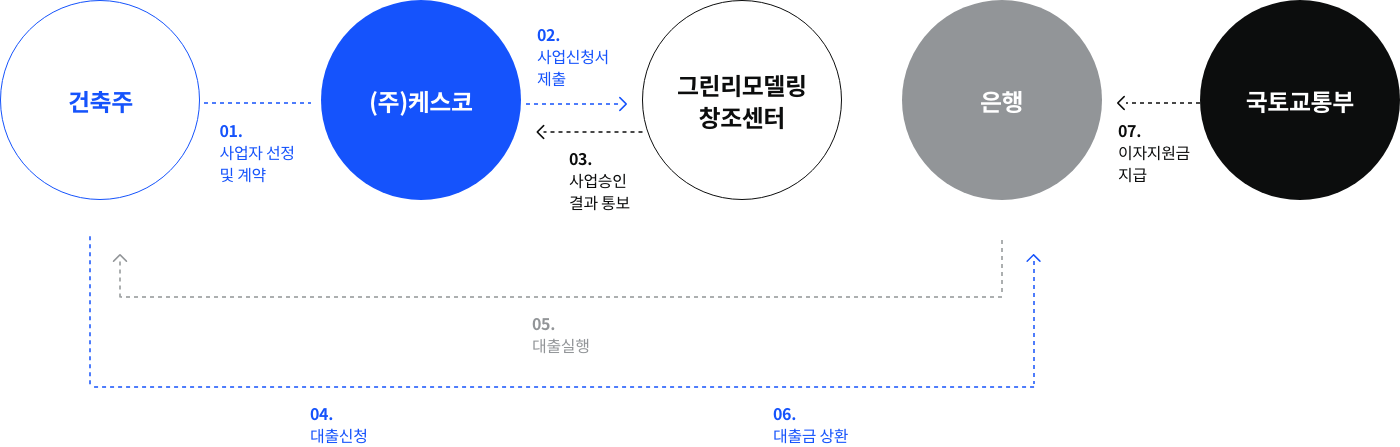 건축주
01.
사업자 선정
및 계약
(주)케스코
02.
사업신청서
제출
03.
사업승인
결과 통보
그린리모델링
창조센터
은행
07.
이자지원금
지급
국토교통부
05.
대출실행
04.
대출신청
06.
대출금 상환